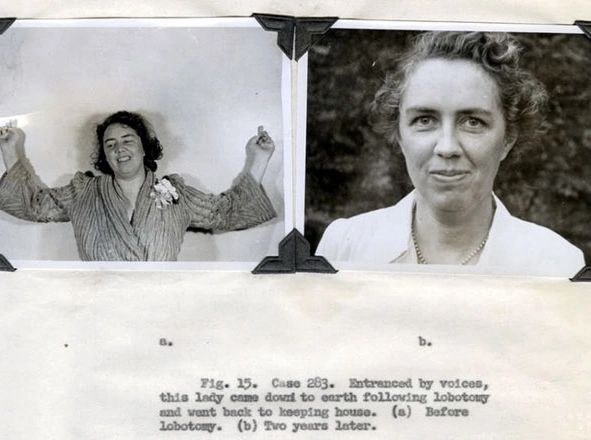 a. b.
Fig. 15. Case 283. Entranced by voices,
this lady came down to earth following lobotomy
and went back to keeping house. (a) Before
lobotomy. (b) Two years later.